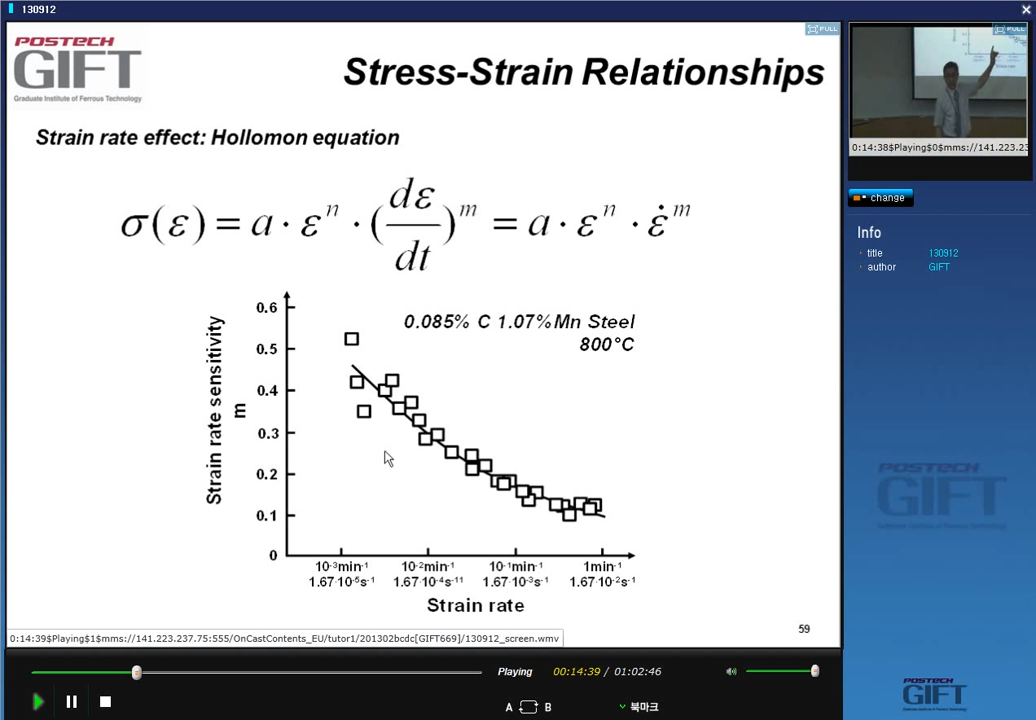 130912
FULL
POSTECH
GIFT
Graduate Institute of Ferrous Technology
Stress-Strain Relationships
Strain rate effect: Hollomon equation
σ(ε) = a · εⁿ · (dε/dt)ᵐ = a · εⁿ · ε̇ᵐ
0.085% C 1.07%Mn Steel
800°C
Strain rate sensitivity
m
0.6
0.5
0.4
0.3
0.2
0.1
0
10⁻³min⁻¹ 10⁻²min⁻¹ 10⁻¹min⁻¹ 1min⁻¹
1.67·10⁻⁵s⁻¹ 1.67·10⁻⁴s⁻¹¹ 1.67·10⁻³s⁻¹ 1.67·10⁻²s⁻¹
Strain rate
59
0:14:39$Playing$1$mms://141.223.237.75:555/OnCastContents_EU/tutor1/201302bcdc[GIFT669]/130912_screen.wmv
Playing 00:14:39 / 01:02:46
A B 북마크
FULL
0:14:38$Playing$0$mms://141.223.23
change
Info
title 130912
author GIFT
POSTECH
GIFT
POSTECH
GIFT